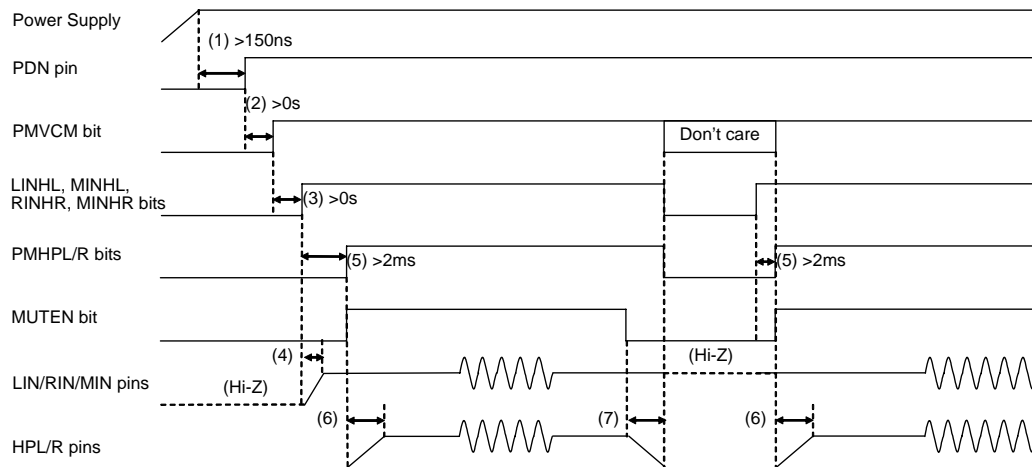 Power Supply
(1) >150ns
PDN pin
(2) >0s
PMVCM bit
Don't care
LINHL, MINHL,
RINHR, MINHR bits
(3) >0s
PMHPL/R bits
(5) >2ms
(5) >2ms
MUTEN bit
(4)
(Hi-Z)
LIN/RIN/MIN pins
(Hi-Z)
(6)
(7)
(6)
HPL/R pins